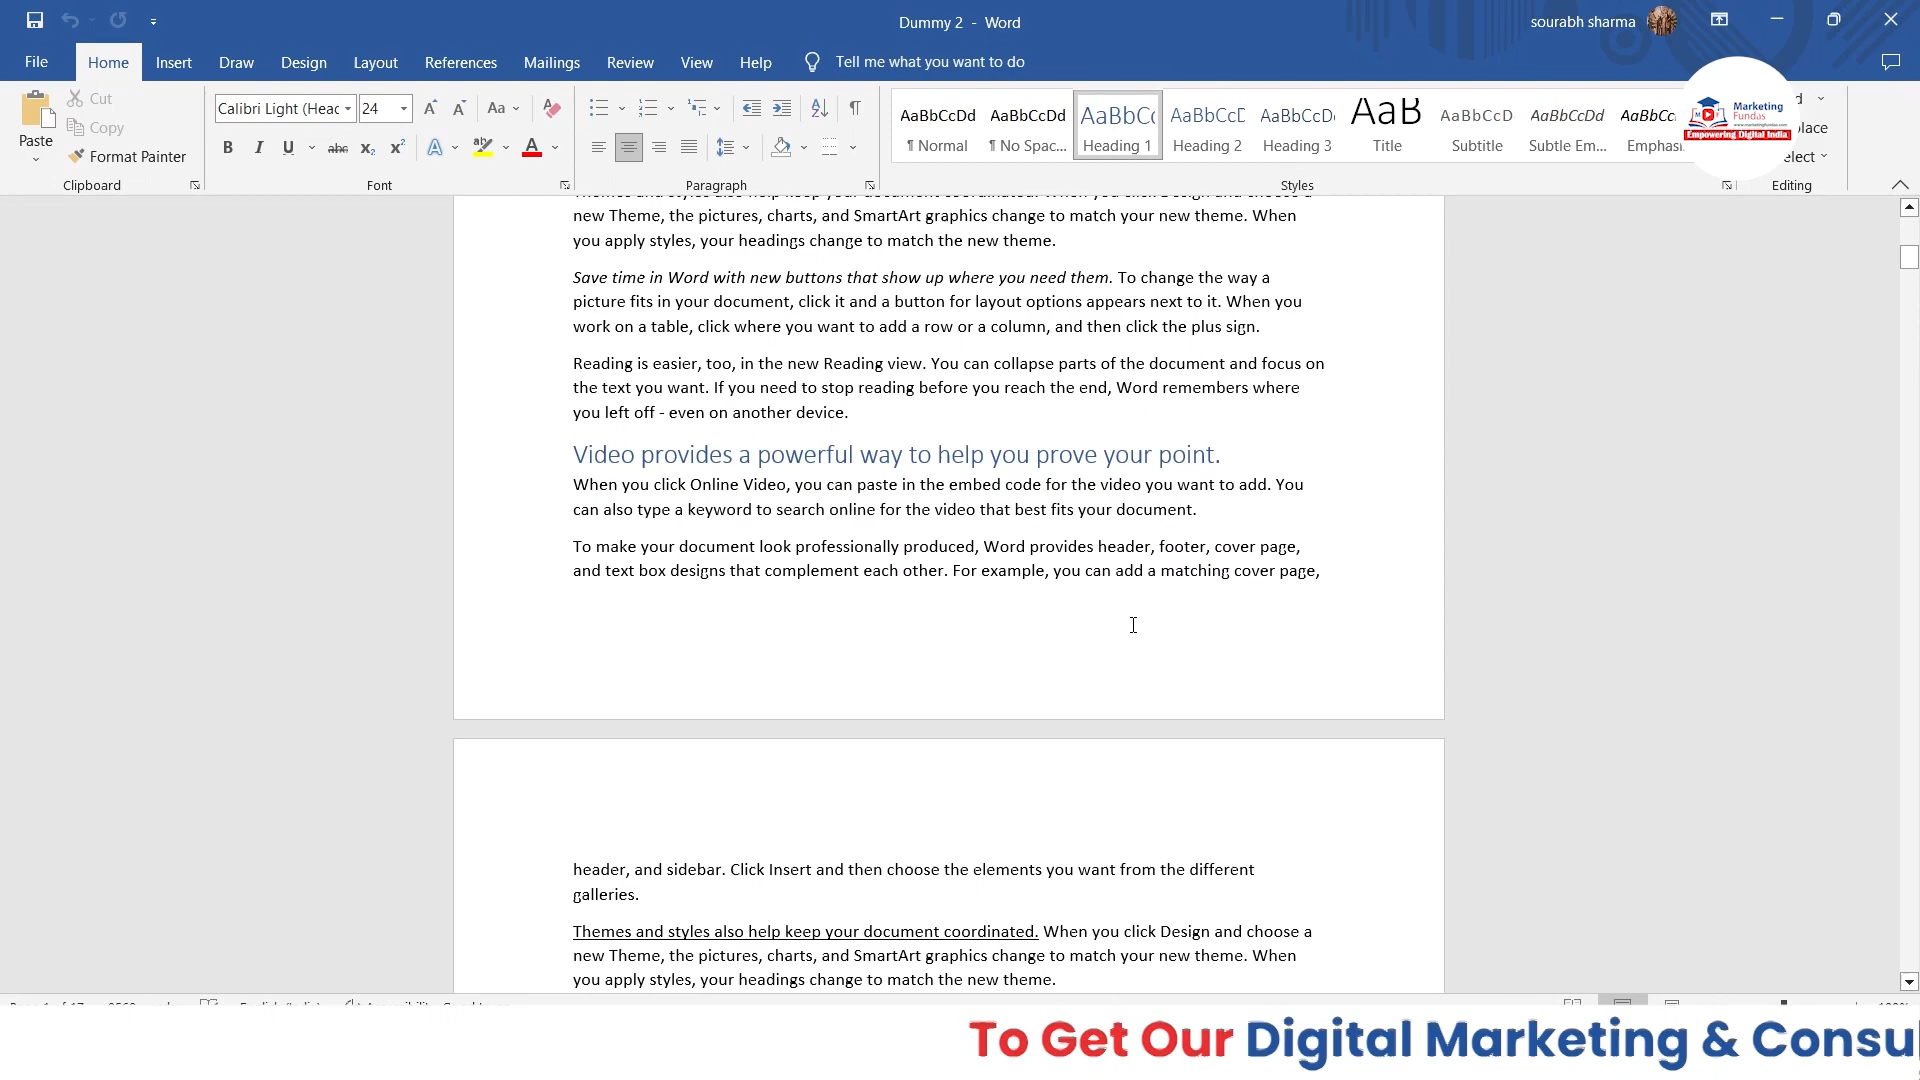 Dummy 2 - Word
sourabh sharma
File Home Insert Draw Design Layout References Mailings Review View Help Tell me what you want to do
Paste
Cut
Copy
Format Painter
Clipboard
Calibri Light (Heac 24
Font
Paragraph
AaBbCcDd AaBbCcDd AaBbCc AaBbCcD AaBbCcDc AaB AaBbCcD AaBbCcDd AaBbCc
¶ Normal ¶ No Spac... Heading 1 Heading 2 Heading 3 Title Subtitle Subtle Em... Emphasi
Styles
Marketing
Fundas
Empowering Digital India
d
place
elect
Editing
new Theme, the pictures, charts, and SmartArt graphics change to match your new theme. When
you apply styles, your headings change to match the new theme.
Save time in Word with new buttons that show up where you need them. To change the way a
picture fits in your document, click it and a button for layout options appears next to it. When you
work on a table, click where you want to add a row or a column, and then click the plus sign.
Reading is easier, too, in the new Reading view. You can collapse parts of the document and focus on
the text you want. If you need to stop reading before you reach the end, Word remembers where
you left off - even on another device.
Video provides a powerful way to help you prove your point.
When you click Online Video, you can paste in the embed code for the video you want to add. You
can also type a keyword to search online for the video that best fits your document.
To make your document look professionally produced, Word provides header, footer, cover page,
and text box designs that complement each other. For example, you can add a matching cover page,
header, and sidebar. Click Insert and then choose the elements you want from the different
galleries.
Themes and styles also help keep your document coordinated. When you click Design and choose a
new Theme, the pictures, charts, and SmartArt graphics change to match your new theme. When
you apply styles, your headings change to match the new theme.
To Get Our Digital Marketing & Consu